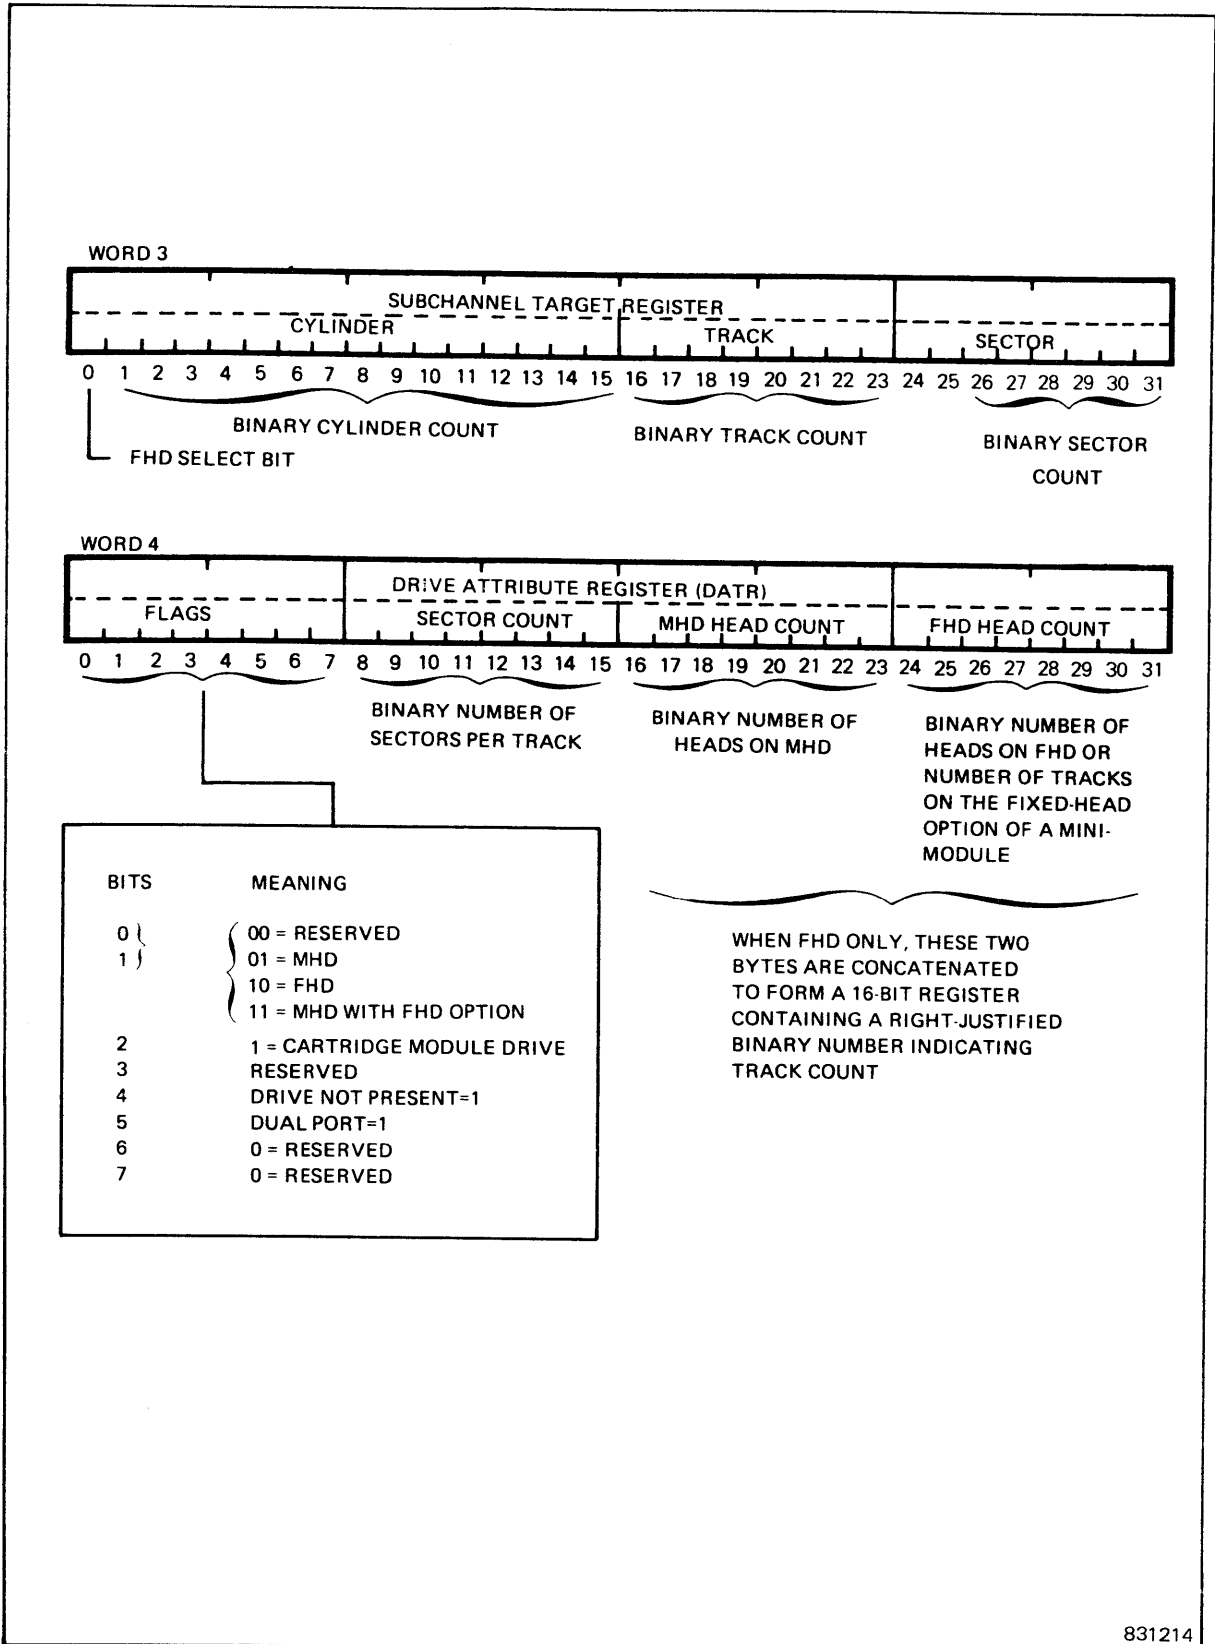 WORD 3
SUBCHANNEL TARGET REGISTER
CYLINDER TRACK SECTOR
0 1 2 3 4 5 6 7 8 9 10 11 12 13 14 15 16 17 18 19 20 21 22 23 24 25 26 27 28 29 30 31
BINARY CYLINDER COUNT
FHD SELECT BIT
BINARY TRACK COUNT
BINARY SECTOR
COUNT
WORD 4
DRIVE ATTRIBUTE REGISTER (DATR)
FLAGS SECTOR COUNT MHD HEAD COUNT FHD HEAD COUNT
0 1 2 3 4 5 6 7 8 9 10 11 12 13 14 15 16 17 18 19 20 21 22 23 24 25 26 27 28 29 30 31
BINARY NUMBER OF
SECTORS PER TRACK
BINARY NUMBER OF
HEADS ON MHD
BINARY NUMBER OF
HEADS ON FHD OR
NUMBER OF TRACKS
ON THE FIXED-HEAD
OPTION OF A MINI-
MODULE
BITS MEANING
0 00 = RESERVED
1 01 = MHD
10 = FHD
11 = MHD WITH FHD OPTION
2 1 = CARTRIDGE MODULE DRIVE
3 RESERVED
4 DRIVE NOT PRESENT=1
5 DUAL PORT=1
6 0 = RESERVED
7 0 = RESERVED
WHEN FHD ONLY, THESE TWO
BYTES ARE CONCATENATED
TO FORM A 16-BIT REGISTER
CONTAINING A RIGHT-JUSTIFIED
BINARY NUMBER INDICATING
TRACK COUNT
831214